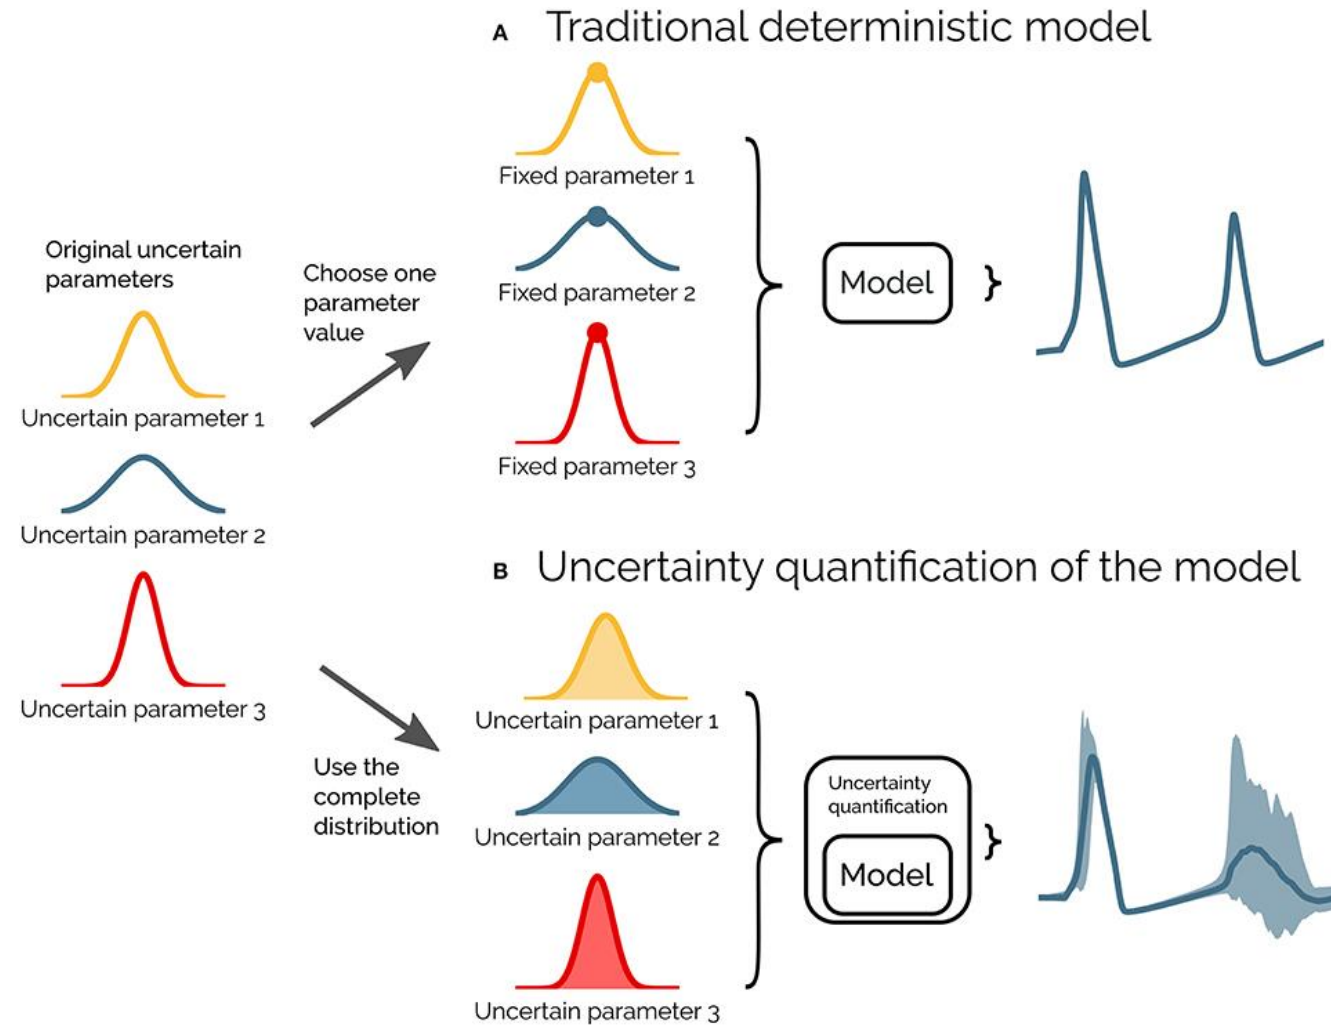 A Traditional deterministic model
Fixed parameter 1
Fixed parameter 2
Fixed parameter 3
Original uncertain
parameters
Uncertain parameter 1
Uncertain parameter 2
Uncertain parameter 3
Choose one
parameter
value
Model
Use the
complete
distribution
B Uncertainty quantification of the model
Uncertain parameter 1
Uncertain parameter 2
Uncertain parameter 3
Uncertainty
quantification
Model